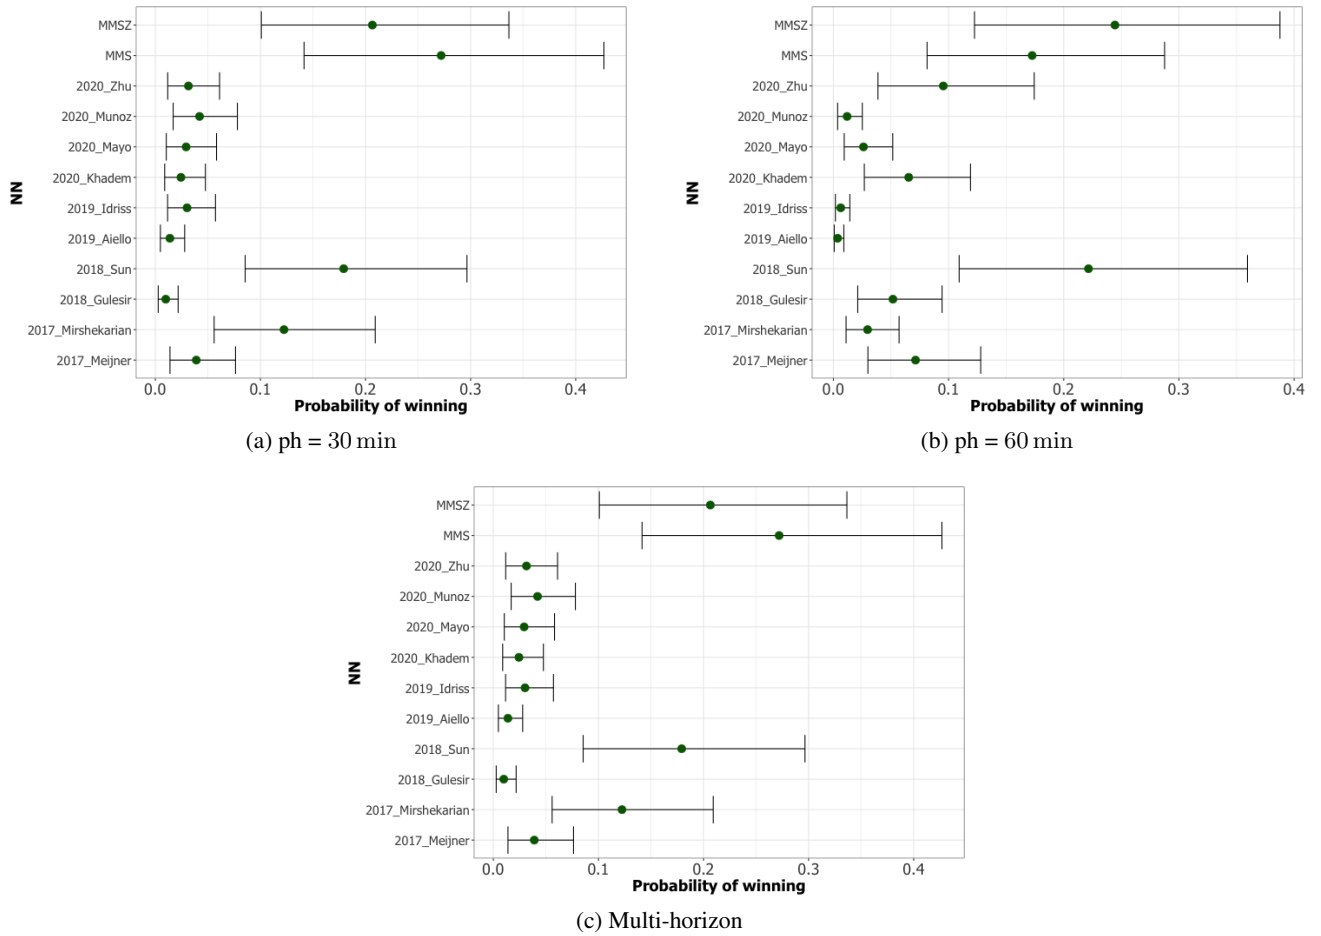 MMSZ
MMS
2020_Zhu
2020_Munoz
2020_Mayo
2020_Khadem
2019_Idriss
2019_Aiello
2018_Sun
2018_Gulesir
2017_Mirshekarian
2017_Meijner
NN
0.0 0.1 0.2 0.3 0.4
Probability of winning
(a) ph = 30 min
MMSZ
MMS
2020_Zhu
2020_Munoz
2020_Mayo
2020_Khadem
2019_Idriss
2019_Aiello
2018_Sun
2018_Gulesir
2017_Mirshekarian
2017_Meijner
NN
0.0 0.1 0.2 0.3 0.4
Probability of winning
(b) ph = 60 min
MMSZ
MMS
2020_Zhu
2020_Munoz
2020_Mayo
2020_Khadem
2019_Idriss
2019_Aiello
2018_Sun
2018_Gulesir
2017_Mirshekarian
2017_Meijner
NN
0.0 0.1 0.2 0.3 0.4
Probability of winning
(c) Multi-horizon